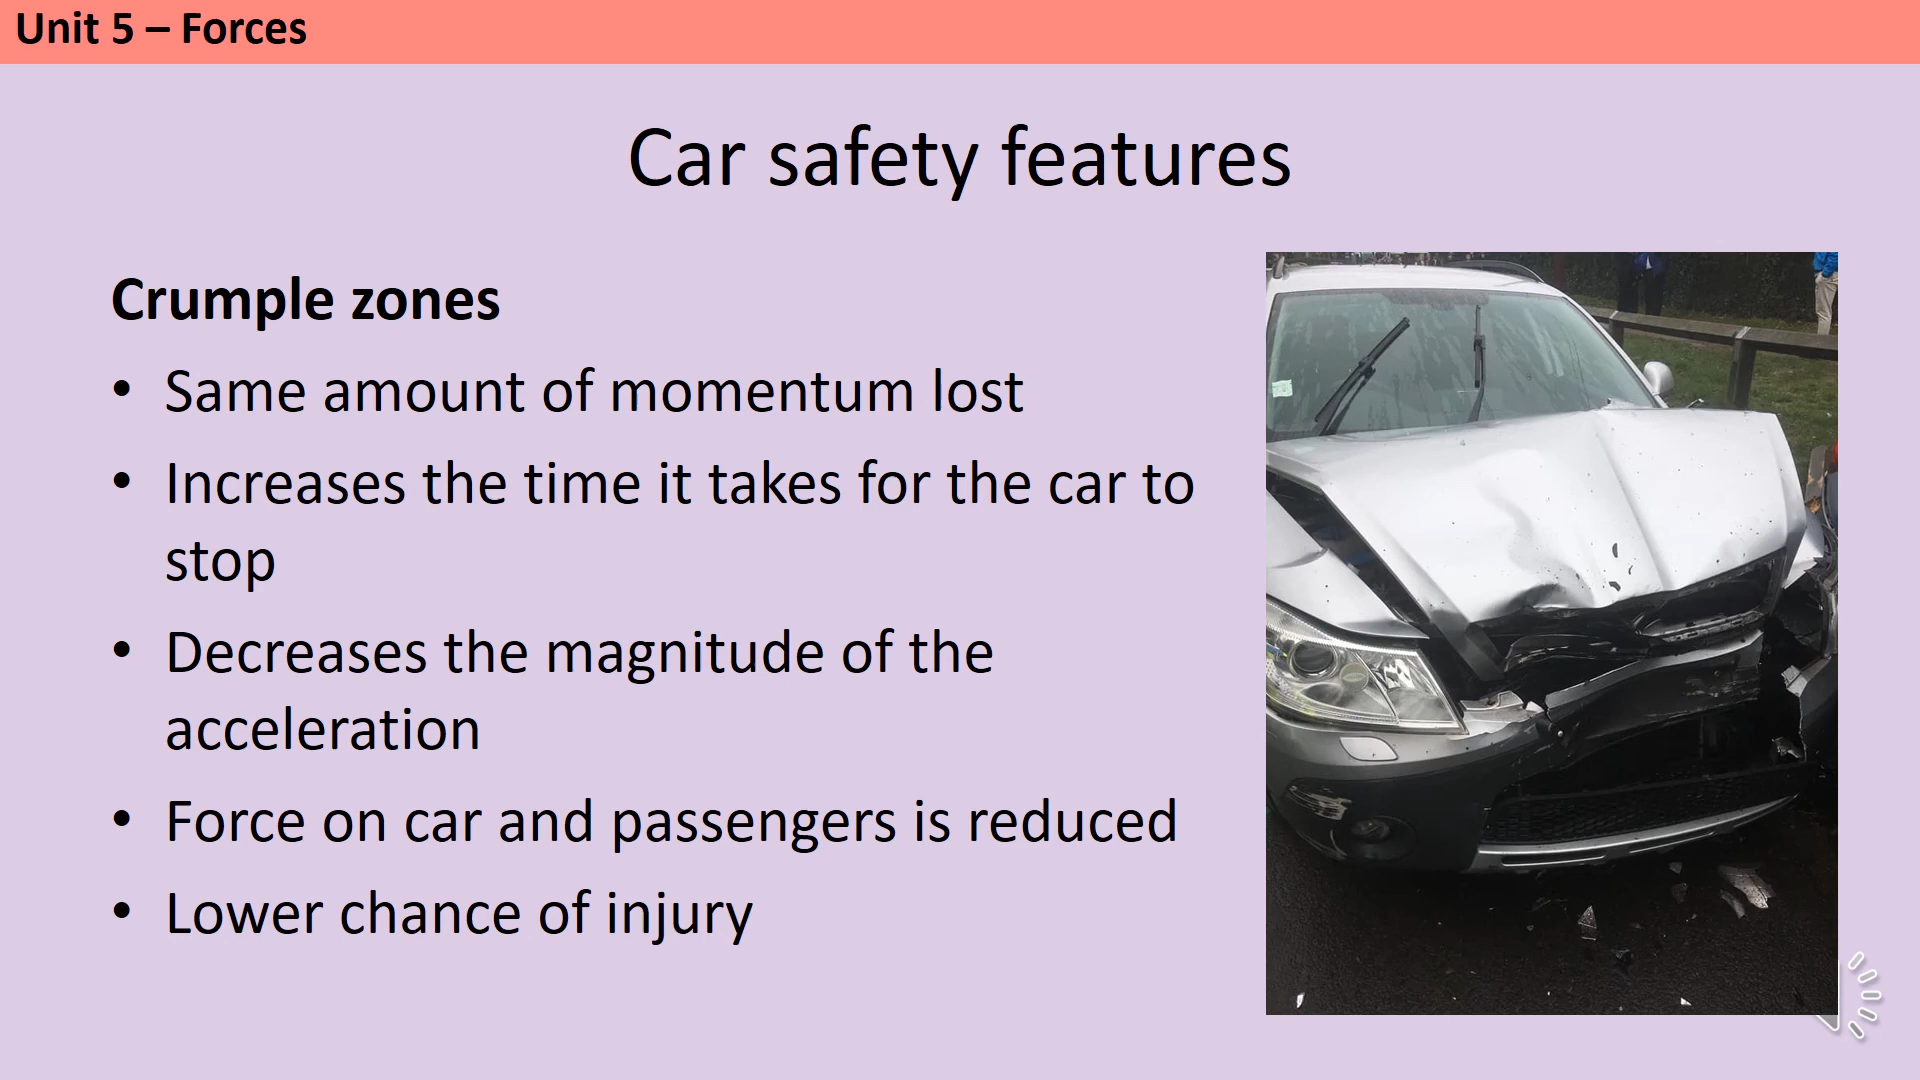 Unit 5 – Forces
Car safety features
Crumple zones
• Same amount of momentum lost
• Increases the time it takes for the car to
stop
• Decreases the magnitude of the
acceleration
• Force on car and passengers is reduced
• Lower chance of injury